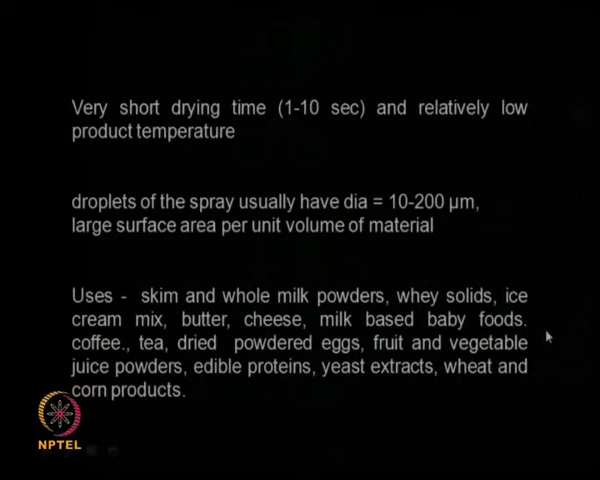 Very short drying time (1-10 sec) and relatively low
product temperature
droplets of the spray usually have dia = 10-200 µm,
large surface area per unit volume of material
Uses - skim and whole milk powders, whey solids, ice
cream mix, butter, cheese, milk based baby foods.
coffee., tea, dried powdered eggs, fruit and vegetable
juice powders, edible proteins, yeast extracts, wheat and
corn products.
NPTEL